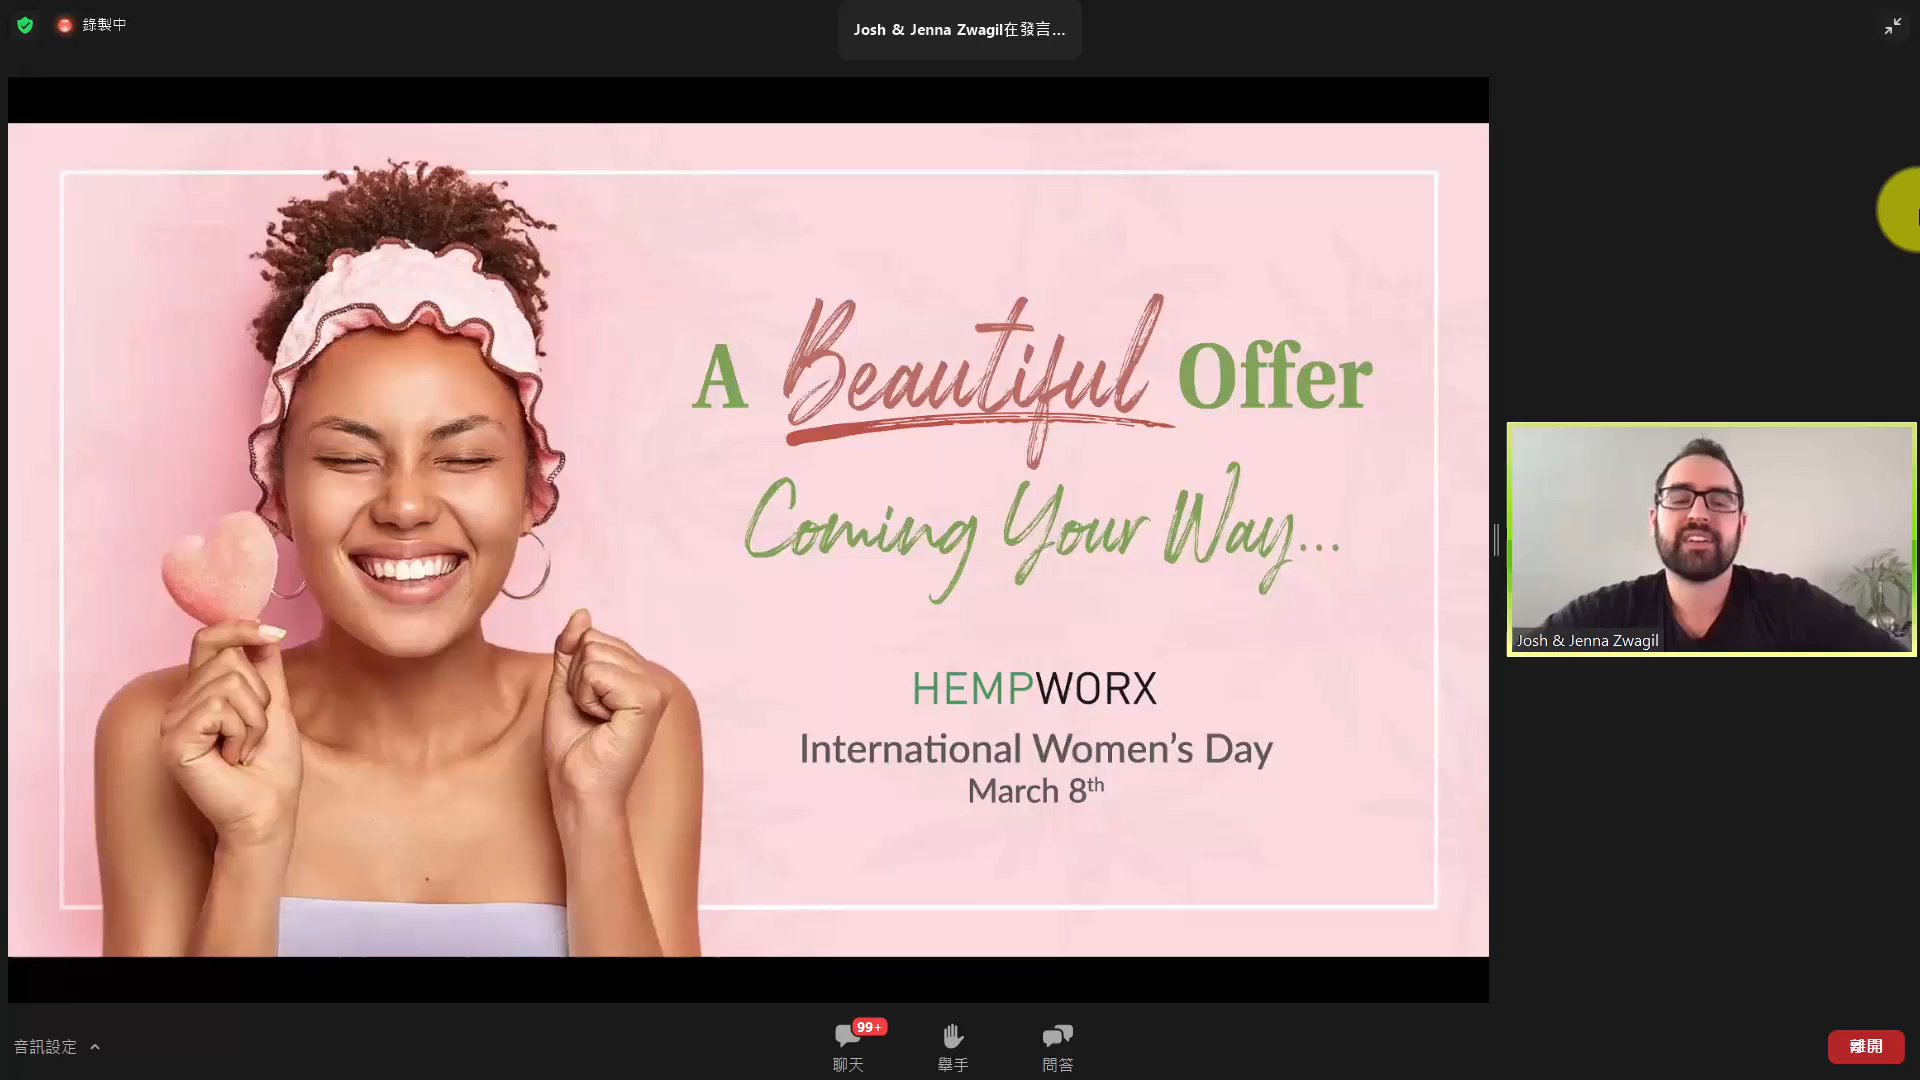 錄製中
Josh & Jenna Zwagil在發言...
A Beautiful Offer
Coming Your Way...
HEMPWORX
International Women's Day
March 8th
Josh & Jenna Zwagil
音訊設定
99+
聊天
舉手
問答
離開